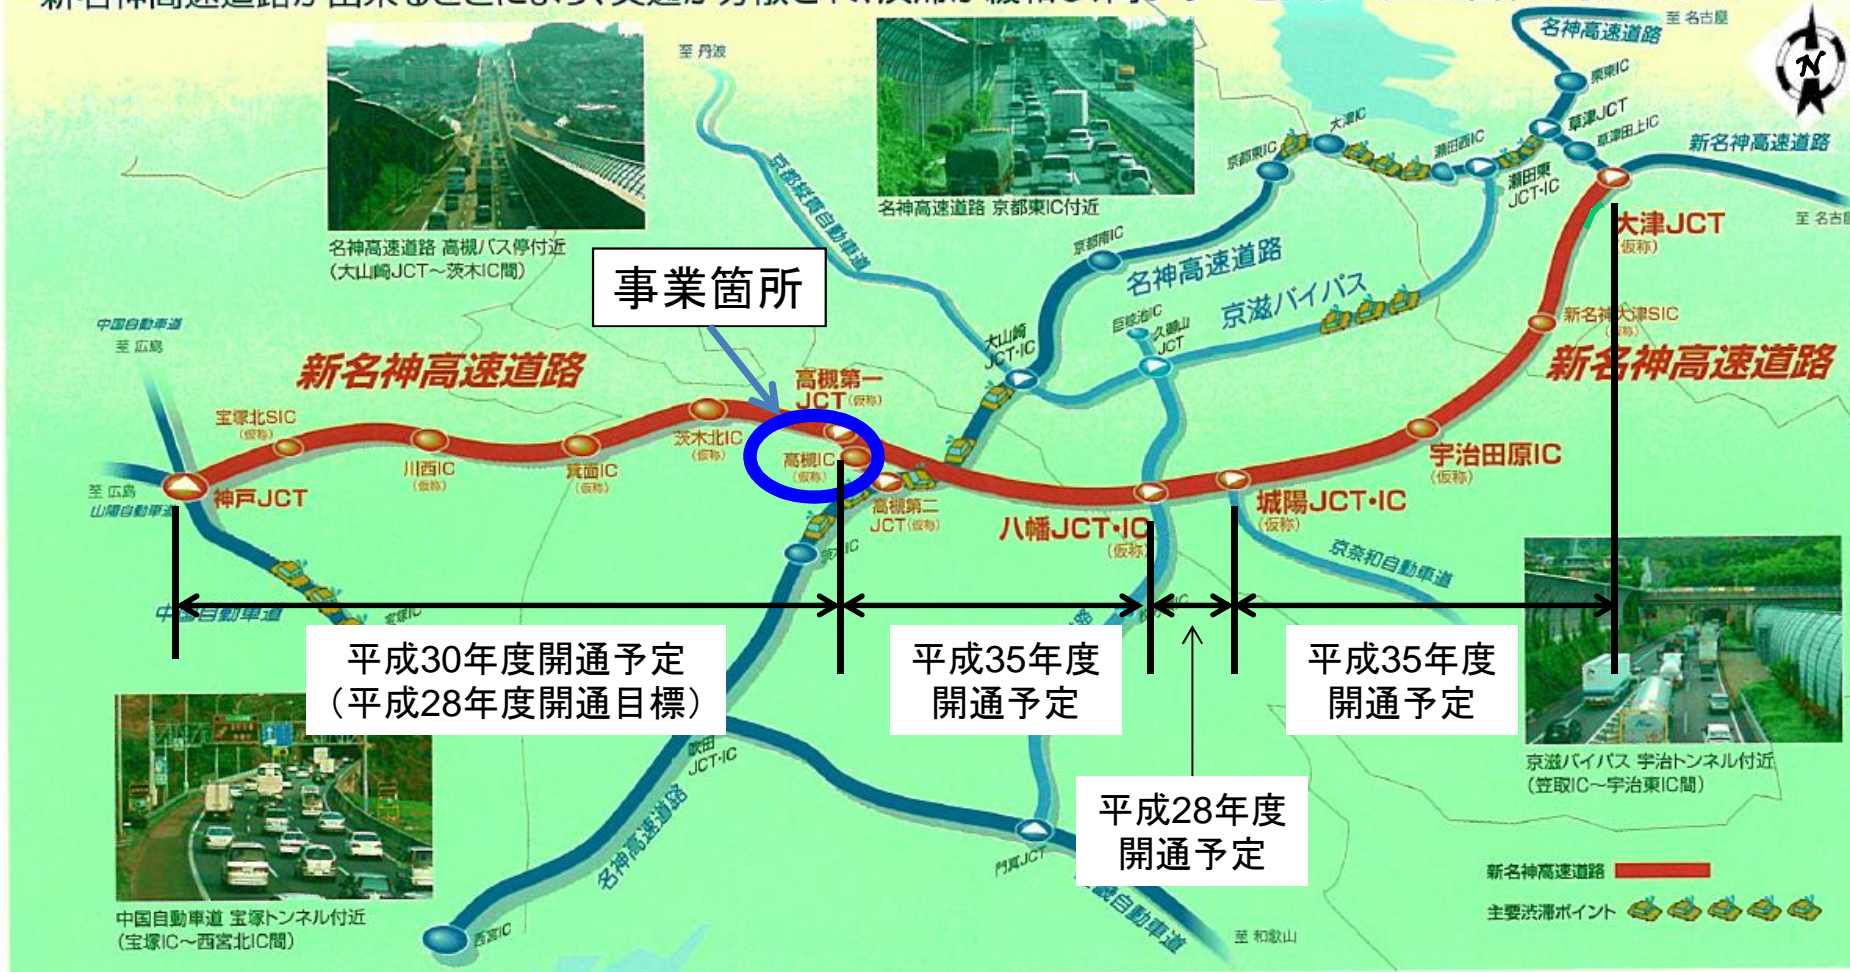 至 名古屋
名神高速道路
至 丹波
栗東IC
草津JCT
草津田上IC
新名神高速道路
大津IC
瀬田西IC
京都東IC
瀬田東
JCT・IC
至 名古屋
京都縦貫自動車道
名神高速道路 高槻バス停付近
(大山崎JCT～茨木IC間)
名神高速道路 京都東IC付近
大津JCT
(仮称)
京都南IC
名神高速道路
京滋バイパス
事業箇所
中国自動車道
至 広島
巨椋池IC
久御山
JCT
大山崎
JCT・IC
新名神大津SIC
(仮称)
新名神高速道路
新名神高速道路
高槻第一
JCT(仮称)
宝塚北SIC
(仮称)
茨木北IC
(仮称)
川西IC
(仮称)
箕面IC
(仮称)
高槻IC
(仮称)
宇治田原IC
(仮称)
至 広島
山陽自動車道
神戸JCT
高槻第二
JCT(仮称)
八幡JCT・IC
(仮称)
城陽JCT・IC
(仮称)
茨木IC
京奈和自動車道
中国自動車道
宝塚IC
平成30年度開通予定
（平成28年度開通目標）
平成35年度
開通予定
平成35年度
開通予定
平成28年度
開通予定
吹田
JCT・IC
名神高速道路
門真JCT
自動車道
西宮IC
至 和歌山
京滋バイパス 宇治トンネル付近
(笠取IC～宇治東IC間)
中国自動車道 宝塚トンネル付近
(宝塚IC～西宮北IC間)
新名神高速道路
主要渋滞ポイント
N